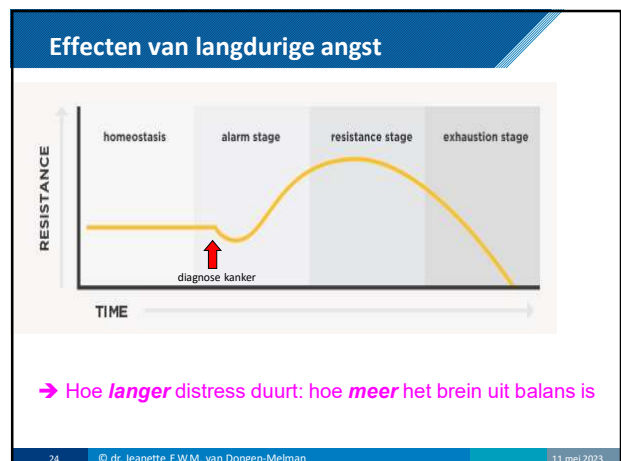 Effecten van langdurige angst
homeostasis alarm stage resistance stage exhaustion stage
RESISTANCE
diagnose kanker
TIME
➔ Hoe langer distress duurt: hoe meer het brein uit balans is
24 © dr. Jeanette E.W.M. van Dongen-Melman 11 mei 2023